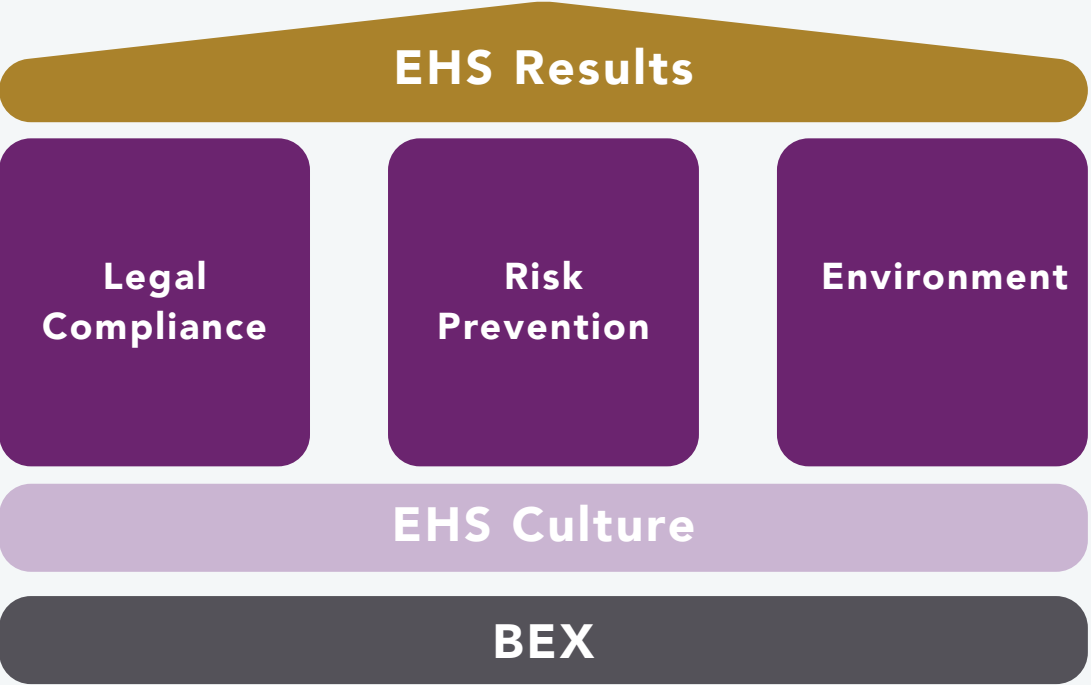 EHS Results
Legal
Compliance
Risk
Prevention
Environment
EHS Culture
BEX